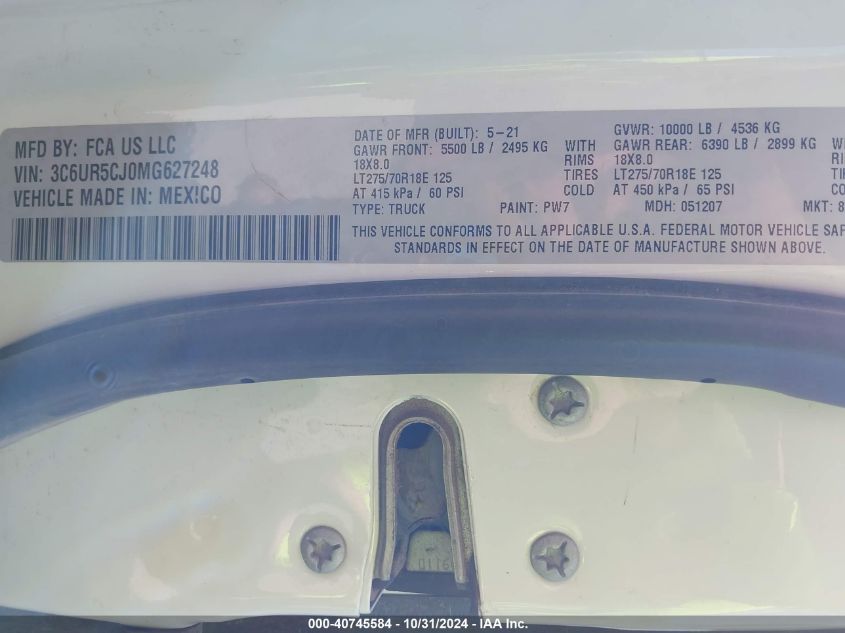 MFD BY: FCA US LLC
VIN: 3C6UR5CJ0MG627248
VEHICLE MADE IN: MEXICO
DATE OF MFR (BUILT): 5-21 GVWR: 10000 LB / 4536 KG
GAWR FRONT: 5500 LB / 2495 KG WITH GAWR REAR: 6390 LB / 2899 KG
18X8.0 RIMS 18X8.0
LT275/70R18E 125 TIRES LT275/70R18E 125
AT 415 kPa / 60 PSI COLD AT 450 kPa / 65 PSI
TYPE: TRUCK PAINT: PW7 MDH: 051207 MKT: 8
THIS VEHICLE CONFORMS TO ALL APPLICABLE U.S.A. FEDERAL MOTOR VEHICLE SAF
STANDARDS IN EFFECT ON THE DATE OF MANUFACTURE SHOWN ABOVE.
000-40745584 - 10/31/2024 - IAA Inc.